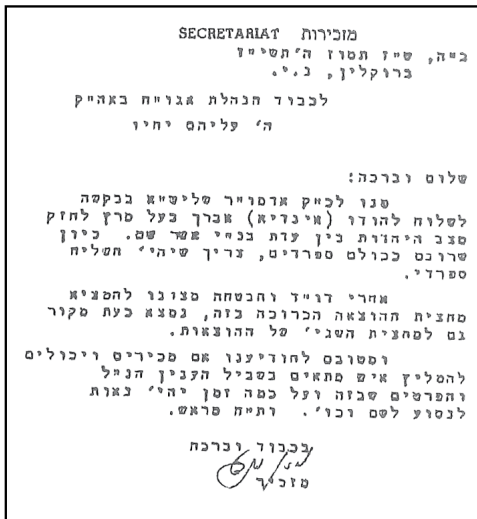 מזכירות SECRETARIAT
ב״ה, ט״ז תמוז ה'תשי״ז
ברוקלין, נ.י.
לכבוד הנהלת אגו״ח באה״ק
ה' עליהם יחיו
שלום וברכה:
פנו לכ״ק אדמו״ר שליט״א בבקשה
לשלוח להודו (אינדיא) אברך בעל מרץ לחזק
מצב היהדות בין עדת בנ״י אשר שם. כיון
שרובם ככולם ספרדים, צריך שיהי' השליח
ספרדי.
אחרי דו״ד והבטחה מצדנו להמציא
מחצית ההוצאה הכרוכה בזה, נמצא כעת מקור
גם למחצית השני' של ההוצאות.
ומטובם להודיענו אם מכירים ויכולים
להמליץ איש מתאים בשביל הענין הנ״ל
והפרטים שבזה ועל כמה זמן יהי' נאות
לנסוע לשם וכו'. ות״ח מראש.
בכבוד וברכה
מזכיר